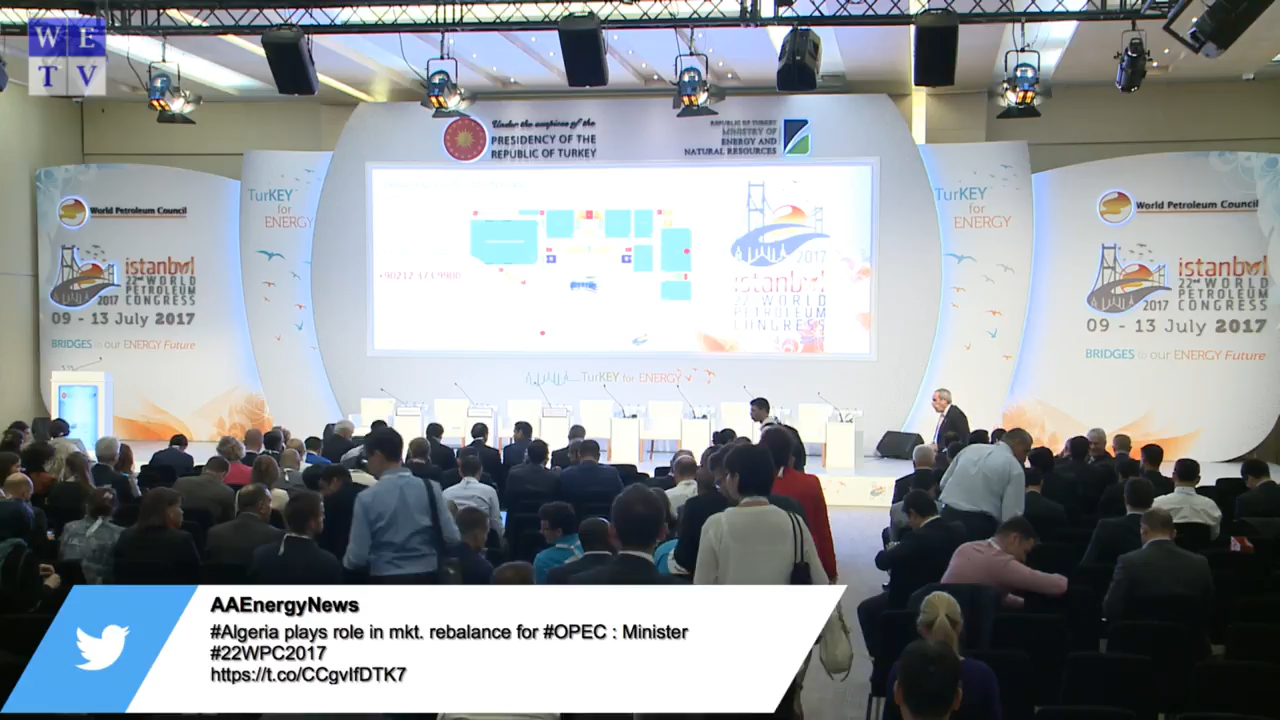 WE
TV
Under the auspices of the
PRESIDENCY OF THE
REPUBLIC OF TURKEY
REPUBLIC OF TURKEY
MINISTRY OF
ENERGY AND
NATURAL RESOURCES
World Petroleum Council
istanbul
22nd WORLD
PETROLEUM
2017 CONGRESS
09 - 13 July 2017
BRIDGES to our ENERGY Future
TurKEY
for
ENERGY
+90212 373 9900
2017
istanbul
22nd WORLD
PETROLEUM
CONGRESS
TurKEY for ENERGY
TurKEY
for
ENERGY
World Petroleum Council
istanbul
22nd WORLD
PETROLEUM
2017 CONGRESS
09 - 13 July 2017
BRIDGES to our ENERGY Future
AAEnergyNews
#Algeria plays role in mkt. rebalance for #OPEC : Minister
#22WPC2017
https://t.co/CCgvIfDTK7